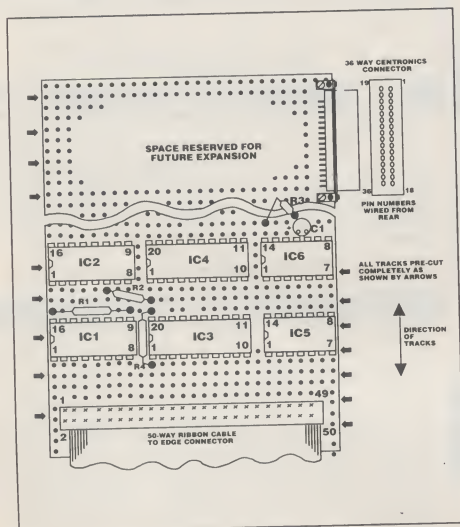 36 WAY CENTRONICS
CONNECTOR
19 1
36 18
PIN NUMBERS
WIRED FROM
REAR
SPACE RESERVED FOR
FUTURE EXPANSION
R3
C1
16 9
IC2
1 8
20 11
IC4
1 10
14 8
IC6
1 7
ALL TRACKS PRE-CUT
COMPLETELY AS
SHOWN BY ARROWS
R2
R1
16 9
IC1
1 8
20 11
IC3
1 10
14 8
IC5
1 7
R4
DIRECTION
OF
TRACKS
1 49
2 50
50-WAY RIBBON CABLE
TO EDGE CONNECTOR